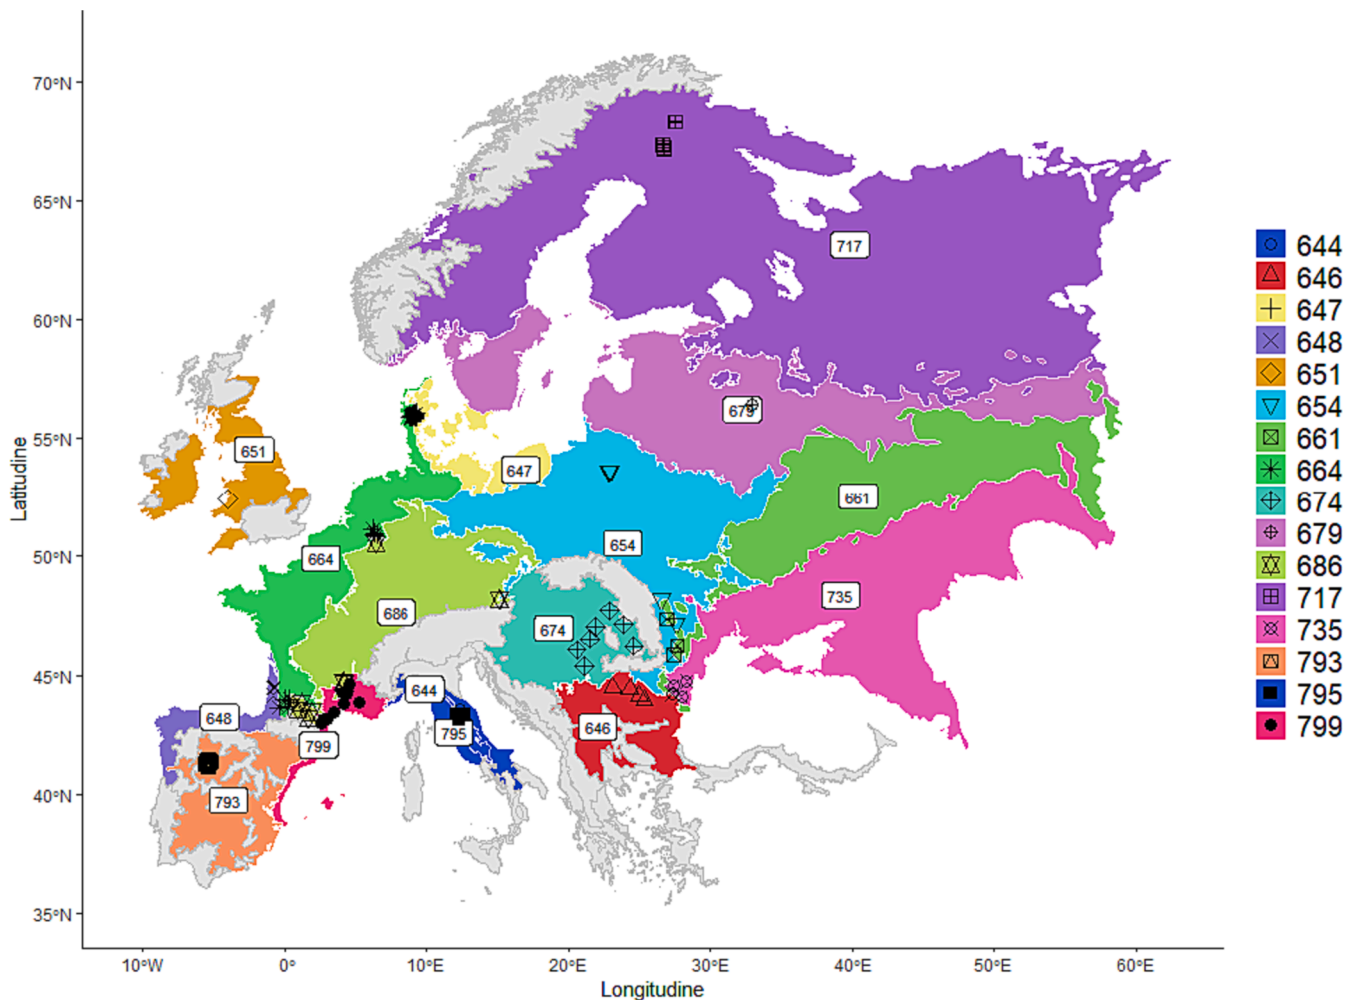 70°N
65°N
60°N
55°N
50°N
45°N
40°N
35°N
Latitudine
10°W
0°
10°E
20°E
30°E
40°E
50°E
60°E
Longitudine
717
679
651
647
661
654
664
735
686
674
644
648
646
795
799
793
644
646
647
648
651
654
661
664
674
679
686
717
735
793
795
799